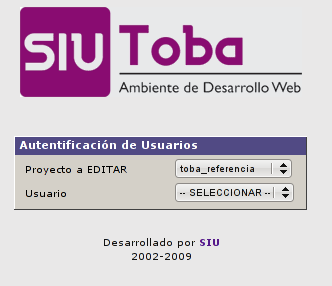 SIU Toba
Ambiente de Desarrollo Web
Autentificación de Usuarios
Proyecto a EDITAR toba_referencia
Usuario -- SELECCIONAR --
Desarrollado por SIU
2002-2009